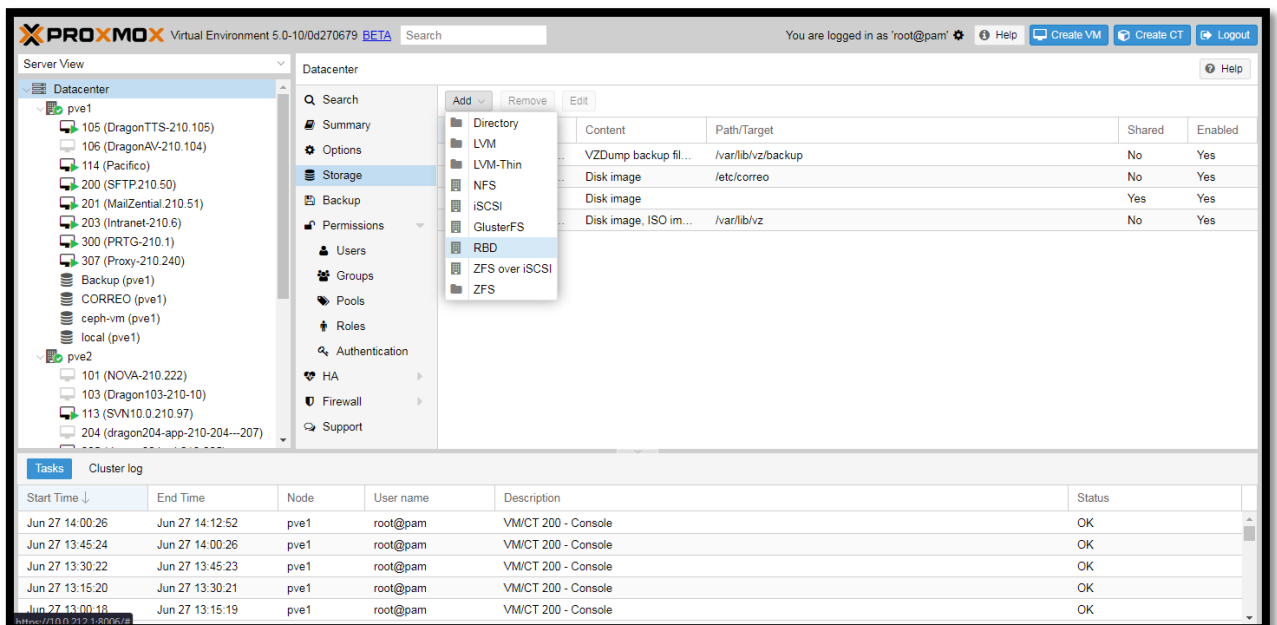 PROXMOX Virtual Environment 5.0-10/0d270679 BETA Search You are logged in as 'root@pam' Help Create VM Create CT Logout
Server View
Datacenter
pve1
105 (DragonTTS-210.105)
106 (DragonAV-210.104)
114 (Pacifico)
200 (SFTP.210.50)
201 (MailZential.210.51)
203 (Intranet-210.6)
300 (PRTG-210.1)
307 (Proxy-210.240)
Backup (pve1)
CORREO (pve1)
ceph-vm (pve1)
local (pve1)
pve2
101 (NOVA-210.222)
103 (Dragon103-210-10)
113 (SVN10.0.210.97)
204 (dragon204-app-210-204---207)
Datacenter Help
Search
Summary
Options
Storage
Backup
Permissions
Users
Groups
Pools
Roles
Authentication
HA
Firewall
Support
Add Remove Edit
Directory
LVM
LVM-Thin
NFS
iSCSI
GlusterFS
RBD
ZFS over iSCSI
ZFS
Content Path/Target Shared Enabled
VZDump backup fil... /var/lib/vz/backup No Yes
Disk image /etc/correo No Yes
Disk image Yes Yes
Disk image, ISO im... /var/lib/vz No Yes
Tasks Cluster log
Start Time End Time Node User name Description Status
Jun 27 14:00:26 Jun 27 14:12:52 pve1 root@pam VM/CT 200 - Console OK
Jun 27 13:45:24 Jun 27 14:00:26 pve1 root@pam VM/CT 200 - Console OK
Jun 27 13:30:22 Jun 27 13:45:23 pve1 root@pam VM/CT 200 - Console OK
Jun 27 13:15:20 Jun 27 13:30:21 pve1 root@pam VM/CT 200 - Console OK
Jun 27 13:00:18 Jun 27 13:15:19 pve1 root@pam VM/CT 200 - Console OK
https://10.0.212.1:8006/#